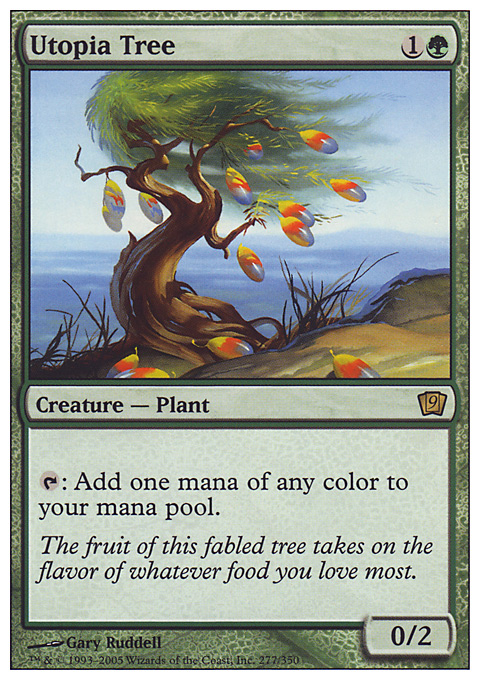 Utopia Tree 1
Creature — Plant 9
: Add one mana of any color to
your mana pool.
The fruit of this fabled tree takes on the
flavor of whatever food you love most.
Gary Ruddell
0/2
™ & © 1993–2005 Wizards of the Coast, Inc. 277/350